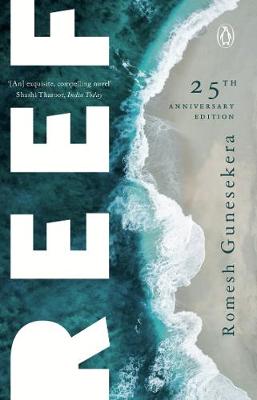 REEF
'[An] exquisite, compelling novel'
Shashi Tharoor, India Today
25TH
ANNIVERSARY
EDITION
Romesh Gunesekera